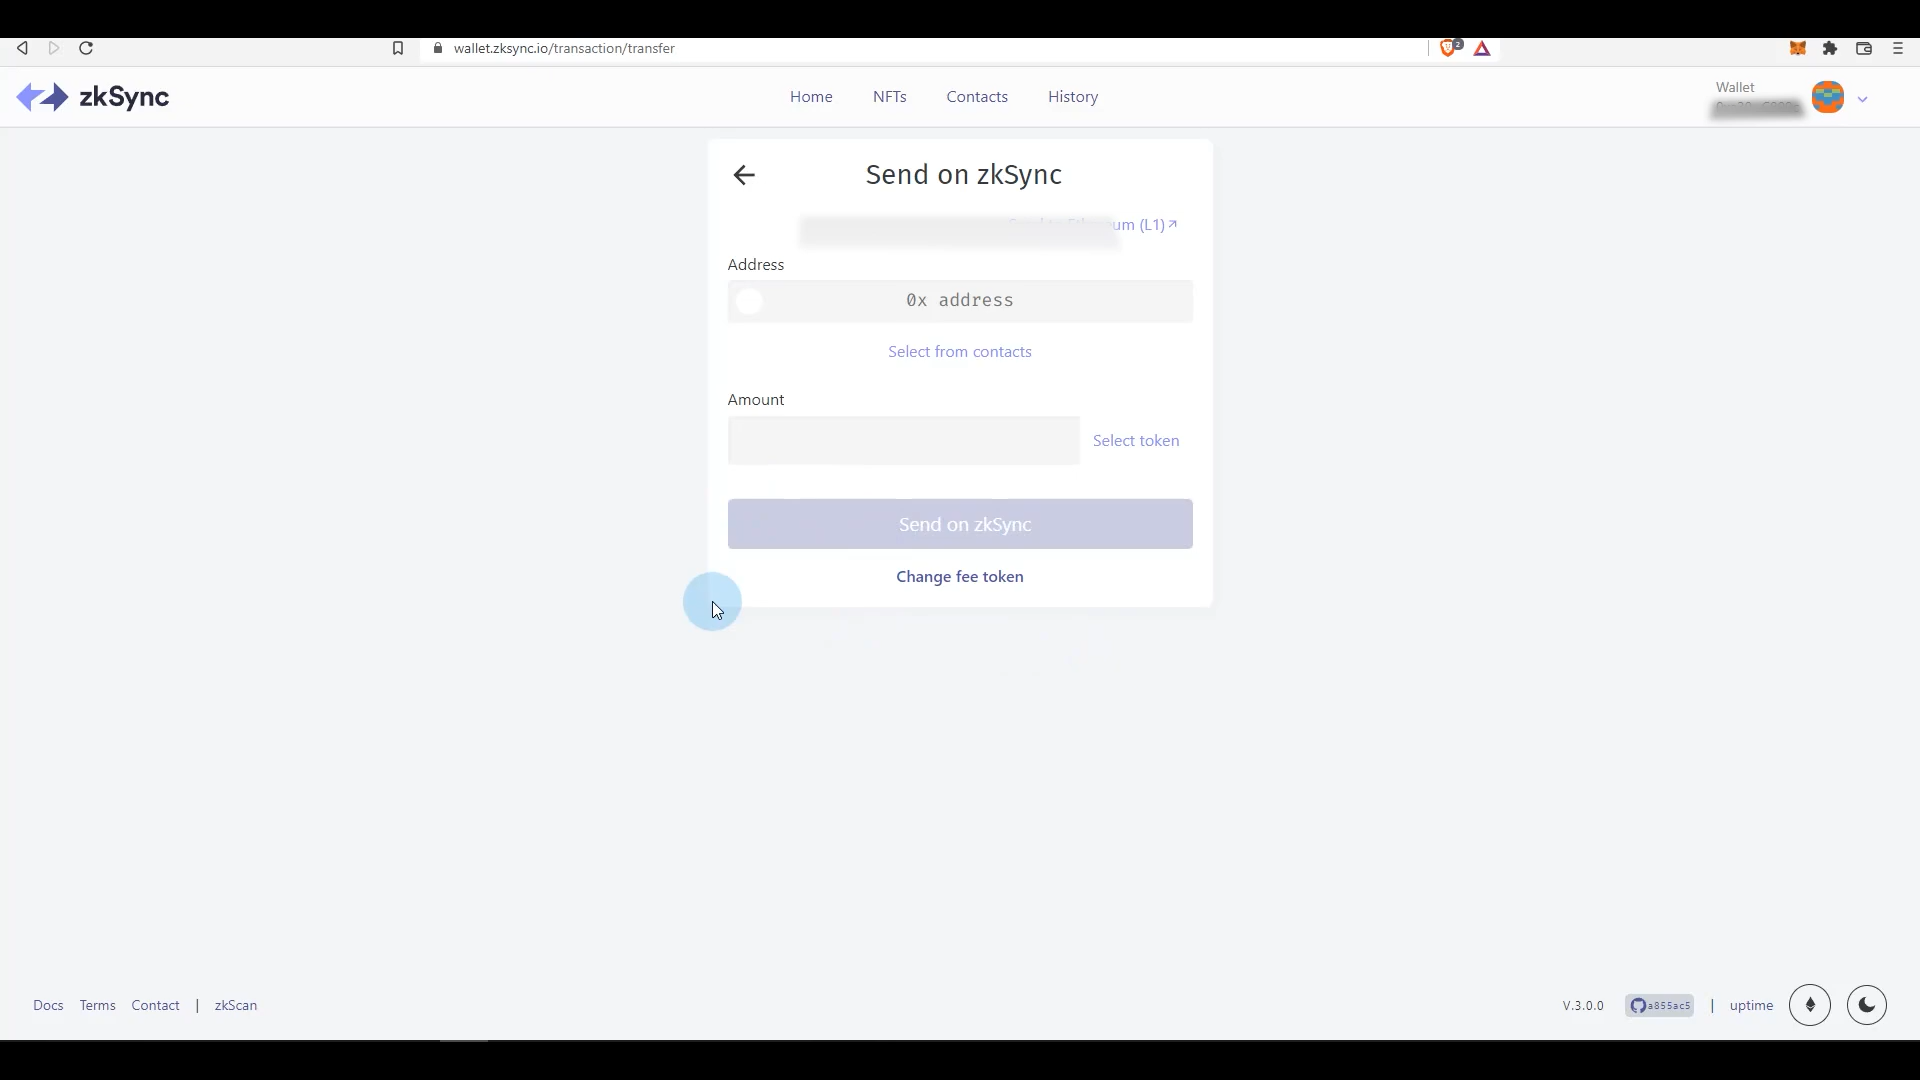 wallet.zksync.io/transaction/transfer
2
zkSync
Home
NFTs
Contacts
History
Wallet
Send on zkSync
(L1)
Address
0x address
Select from contacts
Amount
Select token
Send on zkSync
Change fee token
Docs
Terms
Contact
|
zkScan
V.3.0.0
a855ac5
|
uptime